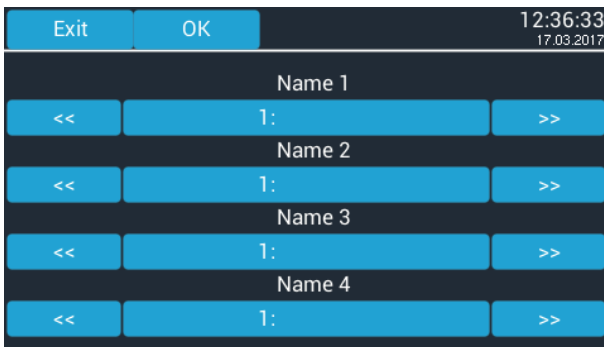 Exit OK 12:36:33
17.03.2017
Name 1
<< 1: >>
Name 2
<< 1: >>
Name 3
<< 1: >>
Name 4
<< 1: >>